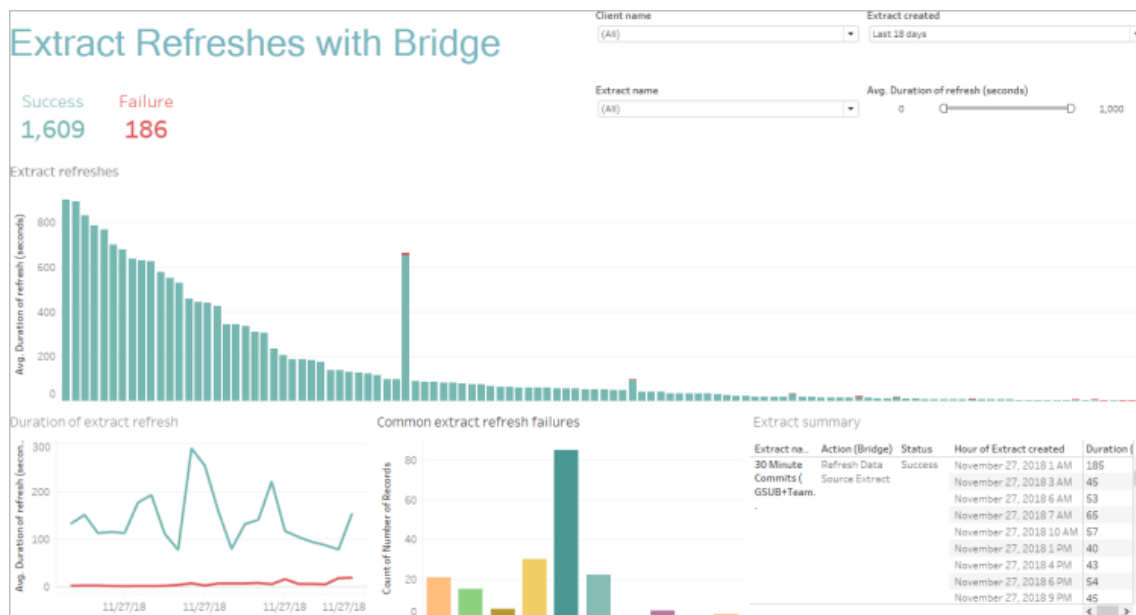 Extract Refreshes with Bridge
Client name
(All)
Extract created
Last 18 days
Extract name
(All)
Avg. Duration of refresh (seconds)
0 1,000
Success Failure
1,609 186
Extract refreshes
Avg. Duration of refresh (seconds)
800
600
400
200
0
Duration of extract refresh
Avg. Duration of refresh (secon..
300
200
100
0
11/27/18 11/27/18 11/27/18 11/27/18
Common extract refresh failures
Count of Number of Records
80
60
40
20
0
Extract summary
Extract na.. Action (Bridge) Status Hour of Extract created Duration (
30 Minute Refresh Data Success November 27, 2018 1 AM 185
Commits ( Source Extract November 27, 2018 3 AM 45
GSUB+Team. November 27, 2018 6 AM 53
. November 27, 2018 7 AM 65
November 27, 2018 10 AM 57
November 27, 2018 1 PM 40
November 27, 2018 4 PM 43
November 27, 2018 6 PM 54
November 27, 2018 9 PM 45